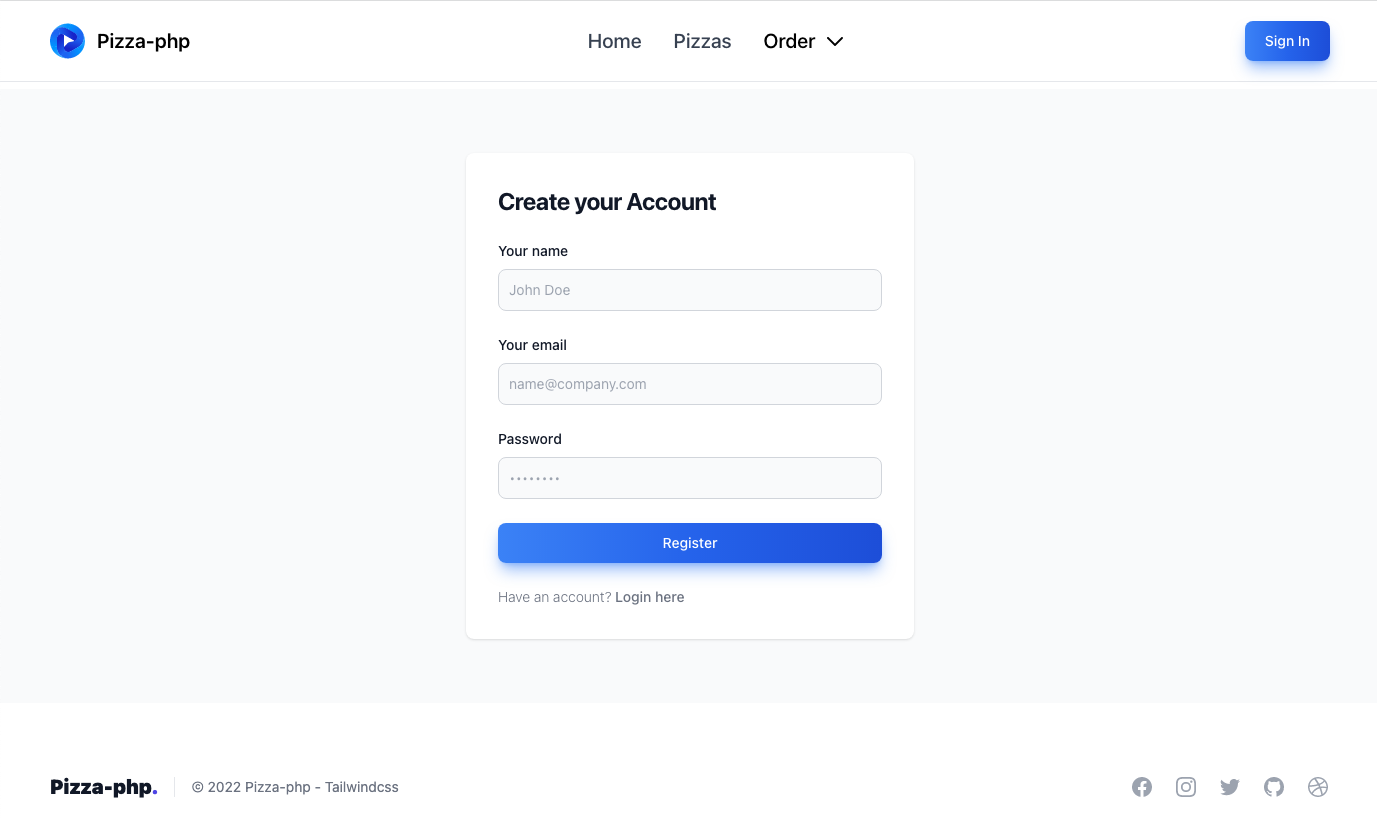 Pizza-php
Home Pizzas Order
Sign In
Create your Account
Your name
John Doe
Your email
name@company.com
Password
••••••••
Register
Have an account? Login here
Pizza-php.
© 2022 Pizza-php - Tailwindcss